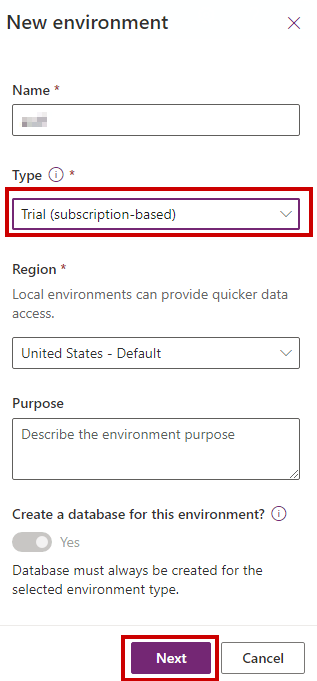 New environment
Name *
Type *
Trial (subscription-based)
Region *
Local environments can provide quicker data
access.
United States - Default
Purpose
Describe the environment purpose
Create a database for this environment?
Yes
Database must always be created for the
selected environment type.
Next
Cancel